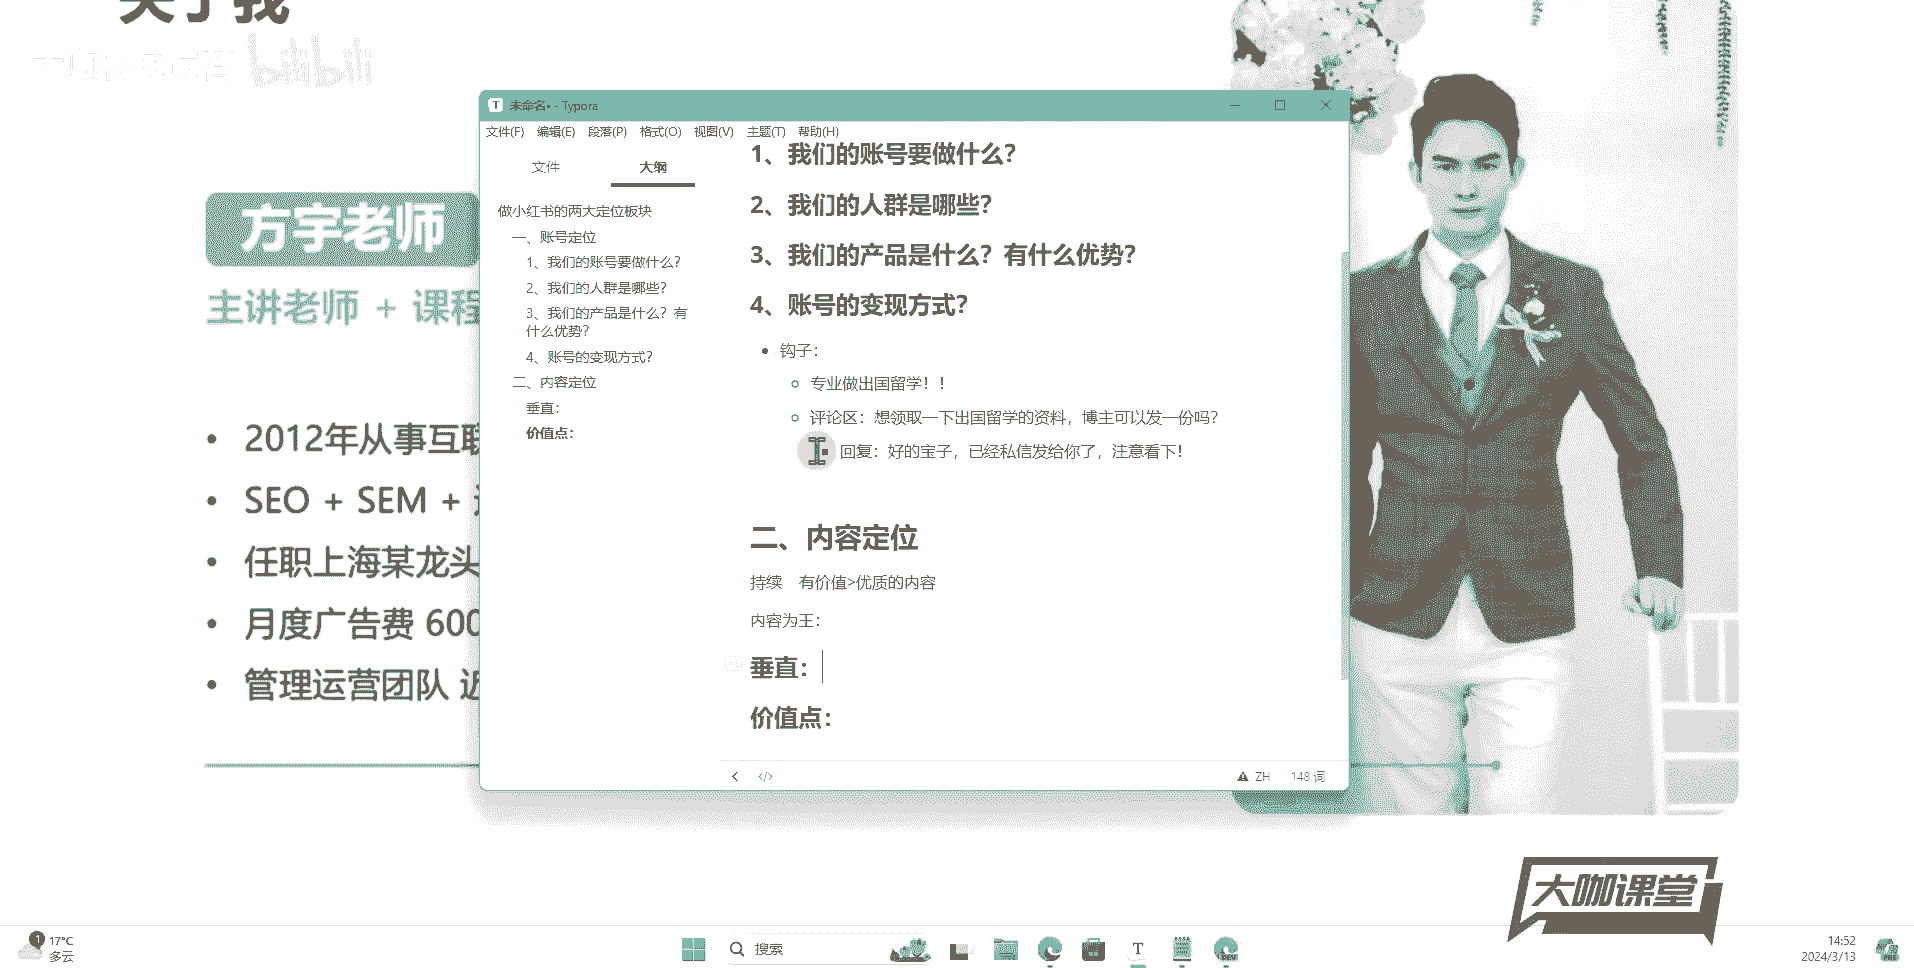 关于我
bilibili
未命名• - Typora
文件(F) 编辑(E) 段落(P) 格式(O) 视图(V) 主题(T) 帮助(H)
文件 大纲
做小红书的两大定位板块
一、账号定位
1、我们的账号要做什么?
2、我们的人群是哪些?
3、我们的产品是什么? 有
什么优势?
4、账号的变现方式?
二、内容定位
垂直:
价值点:
1、我们的账号要做什么?
2、我们的人群是哪些?
3、我们的产品是什么? 有什么优势?
4、账号的变现方式?
钩子:
专业做出国留学! !
评论区: 想领取一下出国留学的资料, 博主可以发一份吗?
回复: 好的宝子, 已经私信发给你了, 注意看下!
二、内容定位
持续 有价值>优质的内容
内容为王:
垂直:
价值点:
</>
ZH 148 词
方宇老师
主讲老师 + 课程
• 2012年从事互联
• SEO + SEM +
• 任职上海某龙头
• 月度广告费 600
• 管理运营团队 近
大咖课堂
1
17°C
多云
搜索
T
DEV
14:52
2024/3/13
PRE